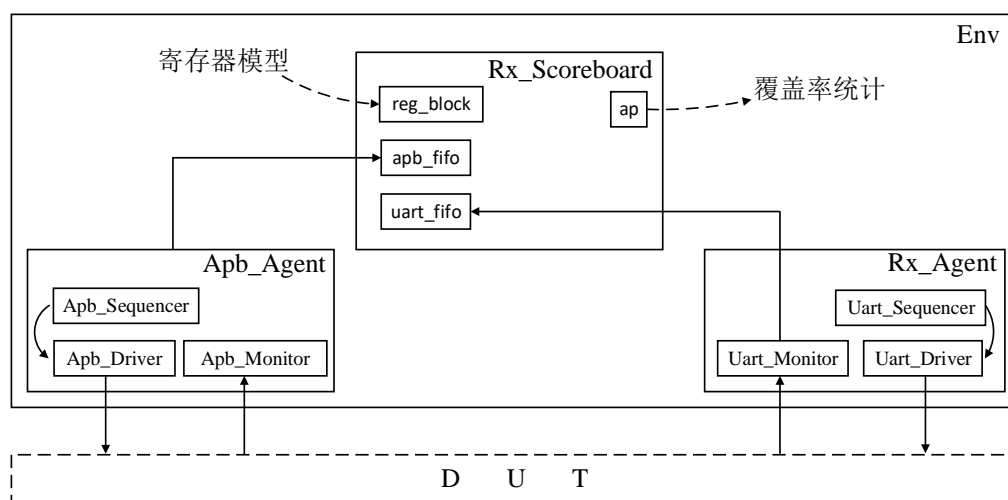 Env
寄存器模型
Rx_Scoreboard
reg_block
ap
覆盖率统计
apb_fifo
uart_fifo
Apb_Agent
Rx_Agent
Apb_Sequencer
Uart_Sequencer
Apb_Driver
Apb_Monitor
Uart_Monitor
Uart_Driver
D U T